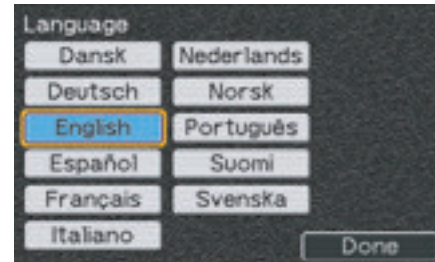 Language
Dansk
Deutsch
English
Español
Français
Italiano
Nederlands
Norsk
Português
Suomi
Svenska
Done